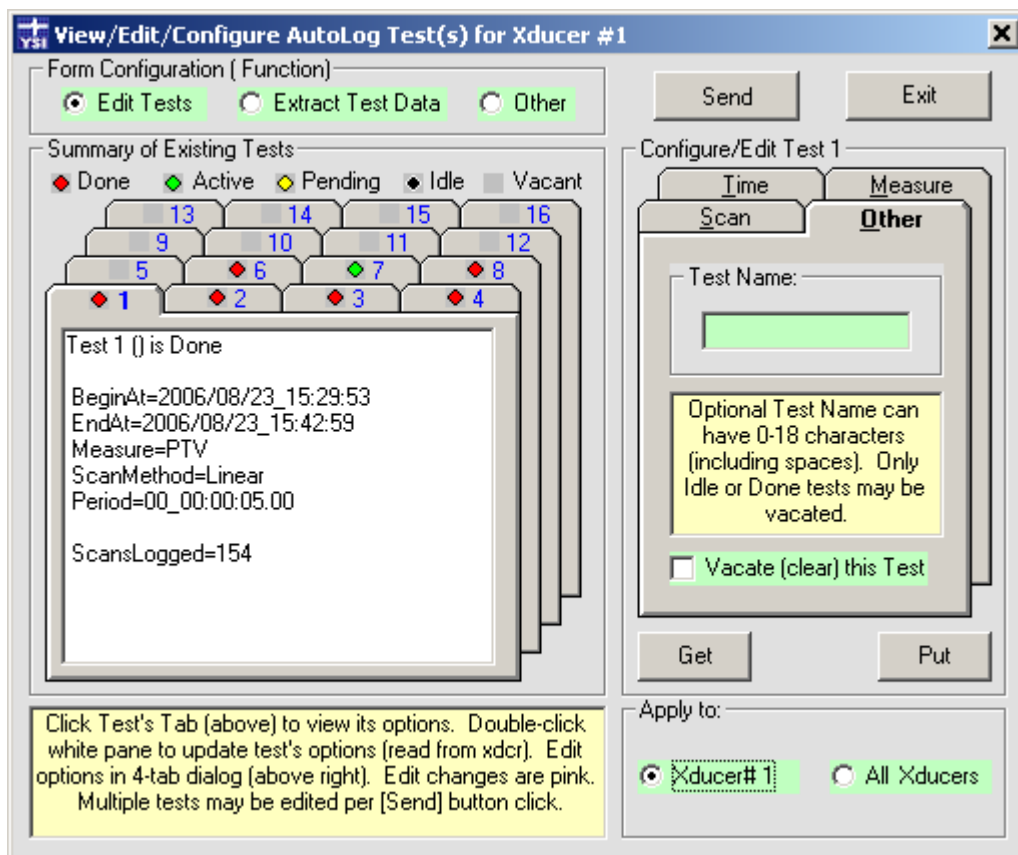 YSI View/Edit/Configure AutoLog Test(s) for Xducer #1
Form Configuration ( Function)
Edit Tests Extract Test Data Other
Send Exit
Summary of Existing Tests
Done Active Pending Idle Vacant
13 14 15 16
9 10 11 12
5 6 7 8
1 2 3 4
Test 1 () is Done
BeginAt=2006/08/23_15:29:53
EndAt=2006/08/23_15:42:59
Measure=PTV
ScanMethod=Linear
Period=00_00:00:05.00
ScansLogged=154
Configure/Edit Test 1
Time Measure
Scan Other
Test Name:
Optional Test Name can
have 0-18 characters
(including spaces). Only
Idle or Done tests may be
vacated.
Vacate (clear) this Test
Get Put
Click Test's Tab (above) to view its options. Double-click
white pane to update test's options (read from xdcr). Edit
options in 4-tab dialog (above right). Edit changes are pink.
Multiple tests may be edited per [Send] button click.
Apply to:
Xducer# 1 All Xducers